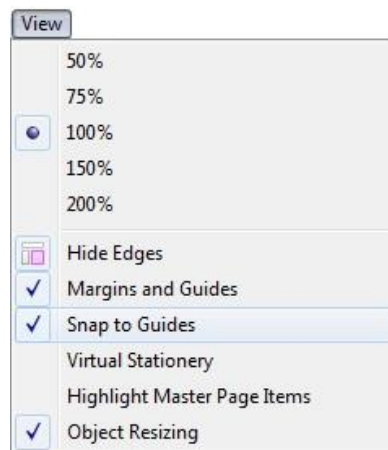 View
50%
75%
100%
150%
200%
Hide Edges
Margins and Guides
Snap to Guides
Virtual Stationery
Highlight Master Page Items
Object Resizing